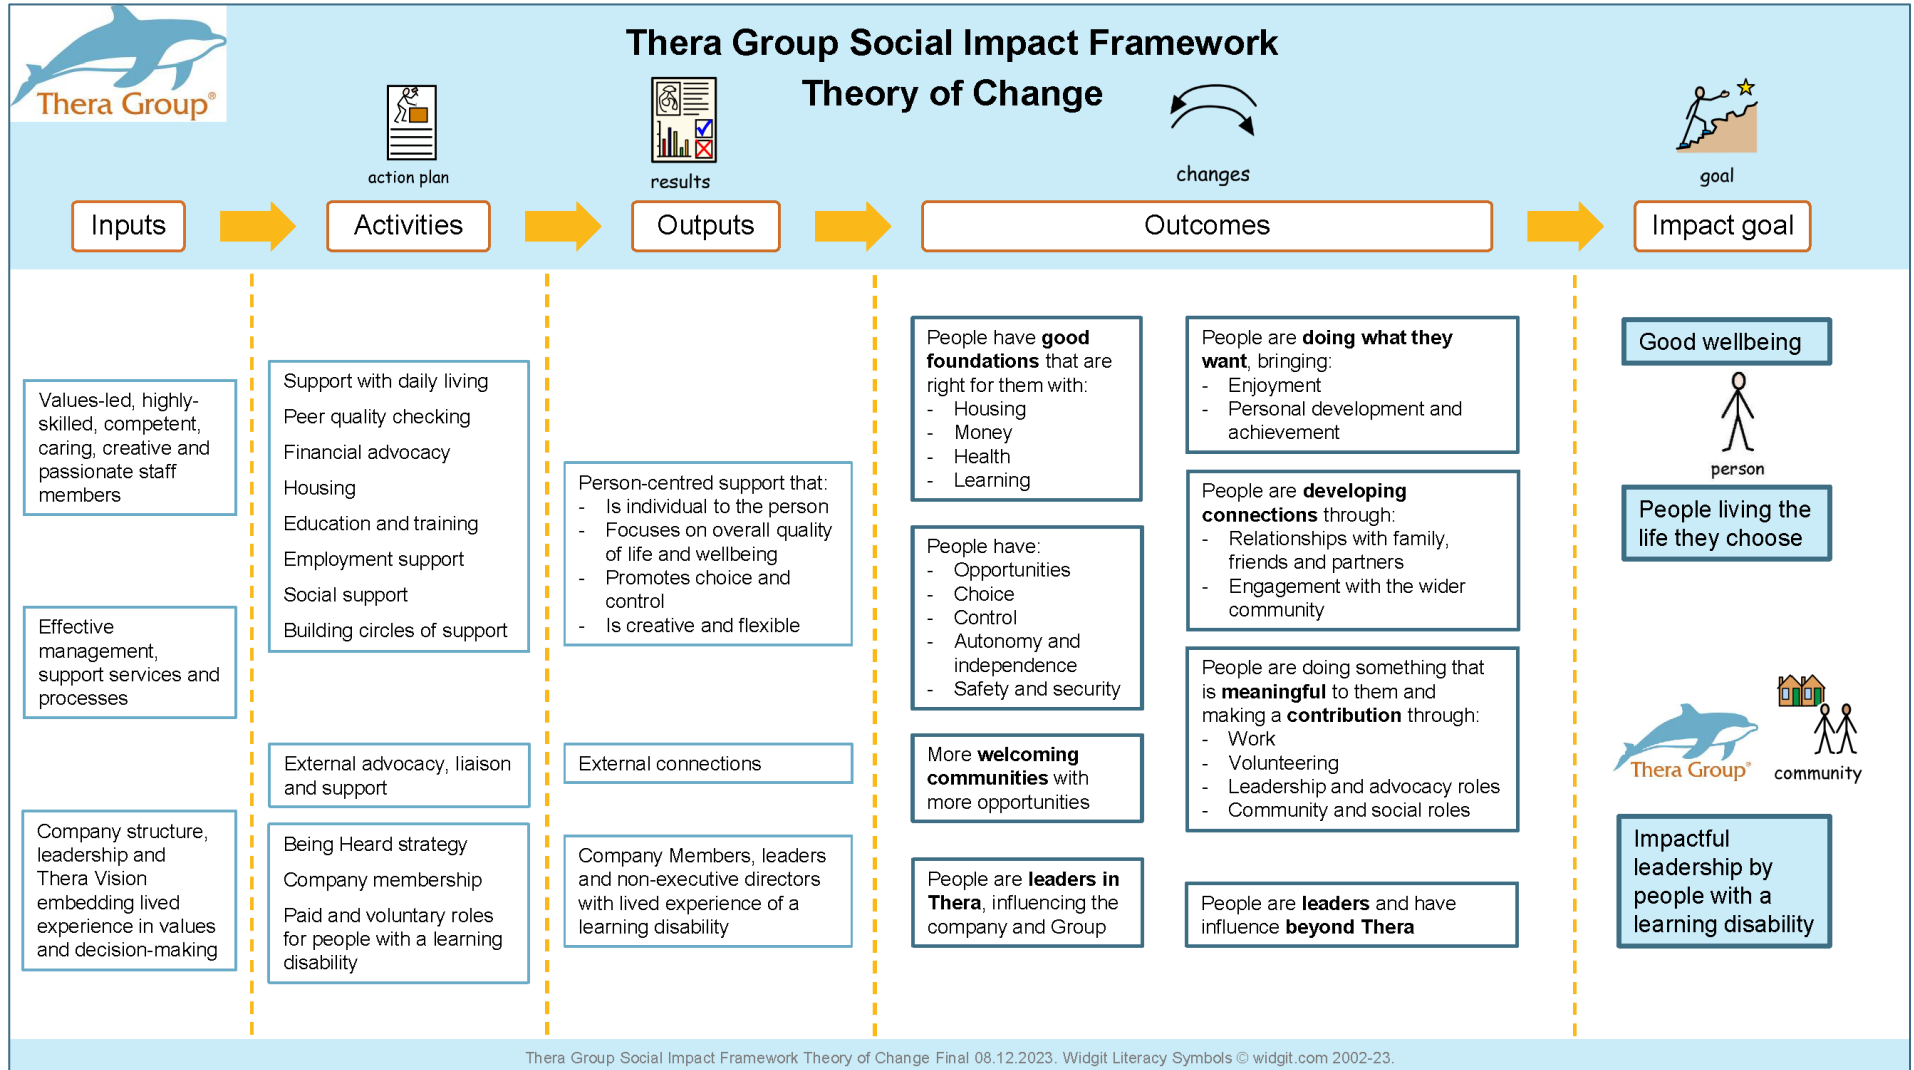 Thera Group®
Thera Group Social Impact Framework
Theory of Change
action plan
results
changes
goal
Inputs
Activities
Outputs
Outcomes
Impact goal
Values-led, highly-
skilled, competent,
caring, creative and
passionate staff
members
Effective
management,
support services and
processes
Company structure,
leadership and
Thera Vision
embedding lived
experience in values
and decision-making
Support with daily living
Peer quality checking
Financial advocacy
Housing
Education and training
Employment support
Social support
Building circles of support
External advocacy, liaison
and support
Being Heard strategy
Company membership
Paid and voluntary roles
for people with a learning
disability
Person-centred support that:
- Is individual to the person
- Focuses on overall quality
of life and wellbeing
- Promotes choice and
control
- Is creative and flexible
External connections
Company Members, leaders
and non-executive directors
with lived experience of a
learning disability
People have good
foundations that are
right for them with:
- Housing
- Money
- Health
- Learning
People have:
- Opportunities
- Choice
- Control
- Autonomy and
independence
- Safety and security
More welcoming
communities with
more opportunities
People are leaders in
Thera, influencing the
company and Group
People are doing what they
want, bringing:
- Enjoyment
- Personal development and
achievement
People are developing
connections through:
- Relationships with family,
friends and partners
- Engagement with the wider
community
People are doing something that
is meaningful to them and
making a contribution through:
- Work
- Volunteering
- Leadership and advocacy roles
- Community and social roles
People are leaders and have
influence beyond Thera
Good wellbeing
person
People living the
life they choose
Thera Group®
community
Impactful
leadership by
people with a
learning disability
Thera Group Social Impact Framework Theory of Change Final 08.12.2023. Widgit Literacy Symbols © widgit.com 2002-23.